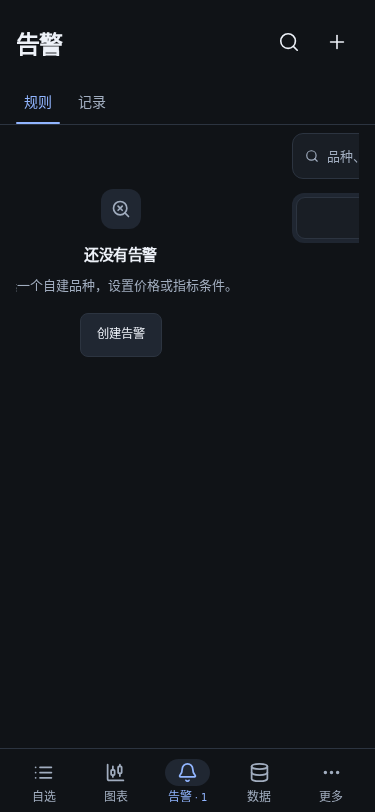 告警
规则 记录
品种、
还没有告警
一个自建品种，设置价格或指标条件。
创建告警
自选 图表 告警 · 1 数据 更多